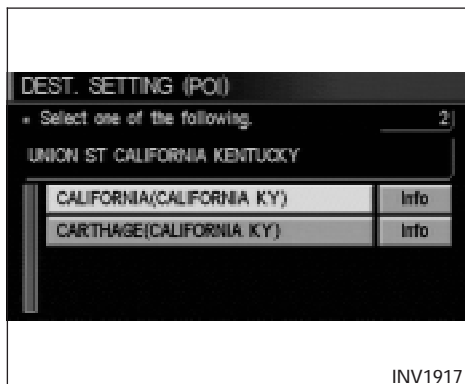 DEST. SETTING (POI)
Select one of the following. 2
UNION ST CALIFORNIA KENTUCKY
CALIFORNIA(CALIFORNIA KY) Info
CARTHAGE(CALIFORNIA KY) Info
INV1917